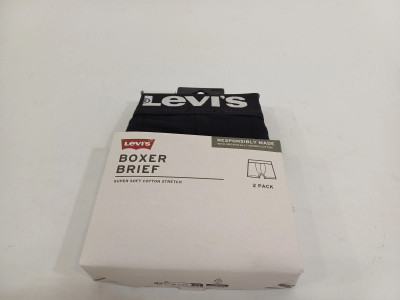 Levi's
Levi's
RESPONSIBLY MADE
BOXER
BRIEF
SUPER SOFT COTTON STRETCH
2 PACK